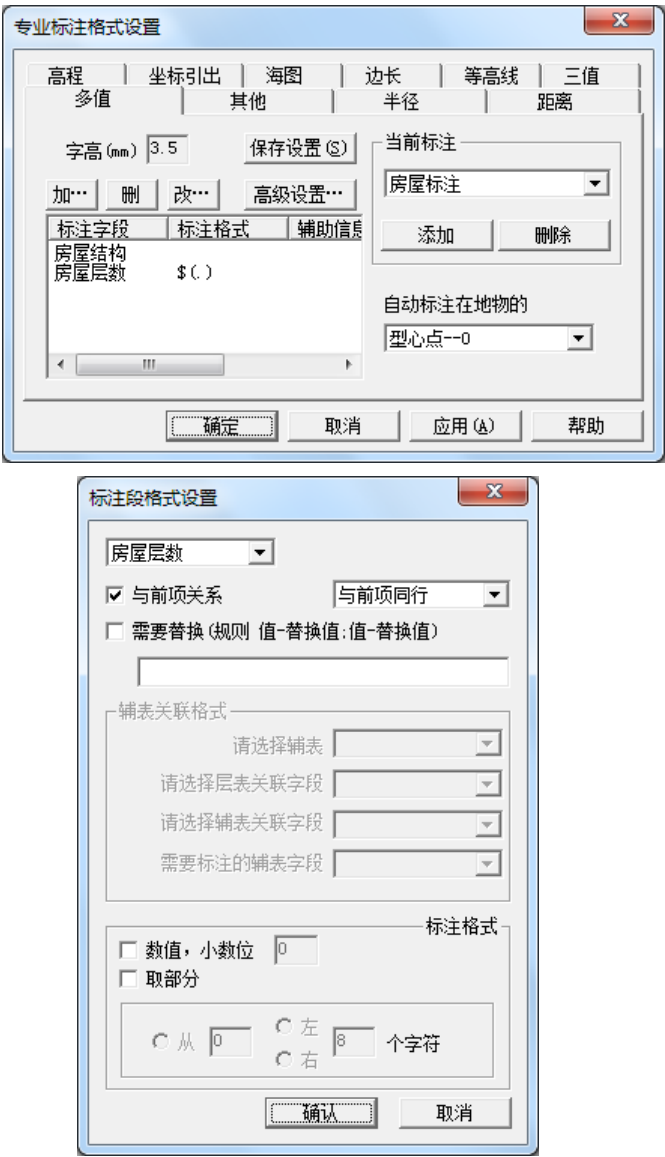 专业标注格式设置
高程 坐标引出 海图 边长 等高线 三值
多值 其他 半径 距离
字高(mm) 3.5 保存设置(S) 当前标注
加… 删 改… 高级设置… 房屋标注
标注字段 标注格式 辅助信息 添加 删除
房屋结构
房屋层数 $(.)
自动标注在地物的
型心点--0
确定 取消 应用(A) 帮助
标注段格式设置
房屋层数
与前项关系 与前项同行
需要替换(规则 值-替换值;值-替换值)
辅表关联格式
请选择辅表
请选择层表关联字段
请选择辅表关联字段
需要标注的辅表字段
标注格式
数值，小数位 0
取部分
从 0 左 8 个字符
右
确认 取消